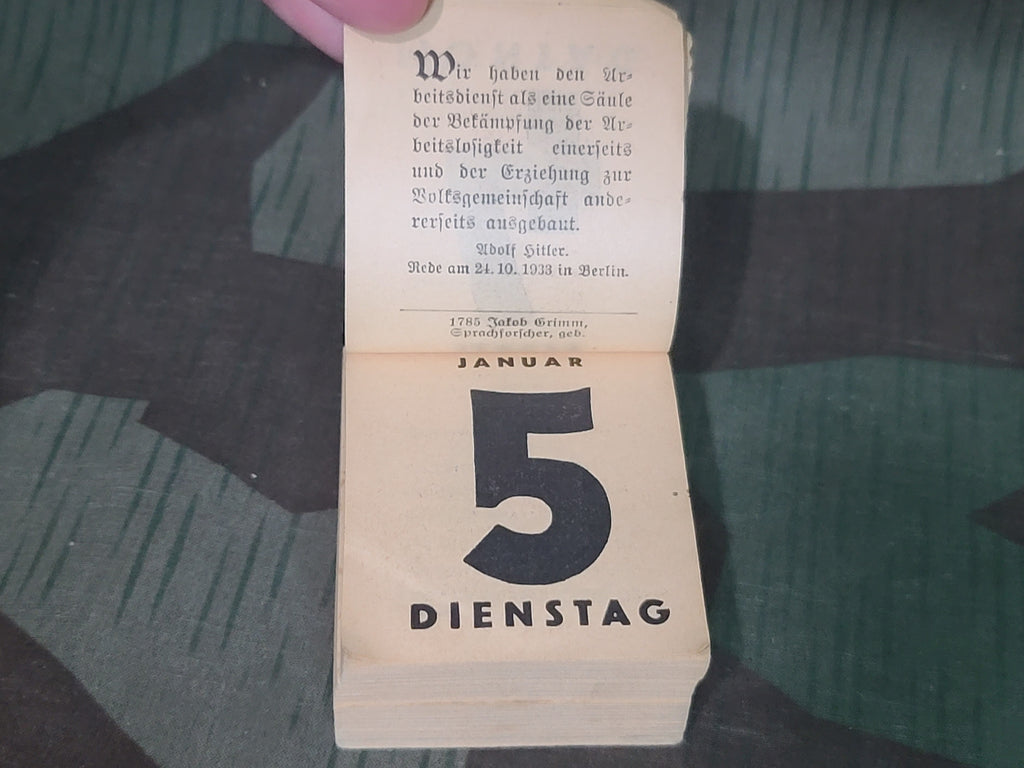 Wir haben den Ar-
beitsdienst als eine Säule
der Bekämpfung der Ar-
beitslosigkeit einerseits
und der Erziehung zur
Volksgemeinschaft ande-
rerseits ausgebaut.
Adolf Hitler.
Rede am 24. 10. 1933 in Berlin.
1785 Jakob Grimm,
Sprachforscher, geb.
JANUAR
5
DIENSTAG